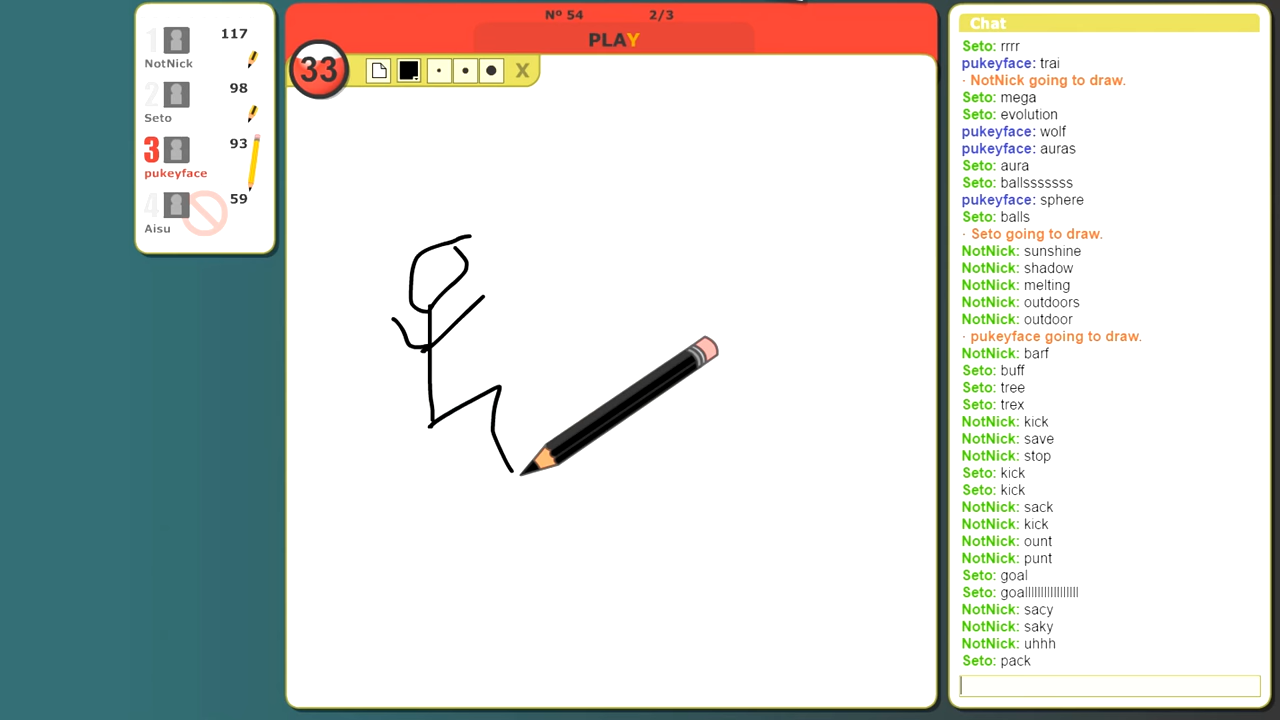 Nº 54 2/3
PLAY
33
X
1 117
NotNick
2 98
Seto
3 93
pukeyface
4 59
Aisu
Chat
Seto: rrrr
pukeyface: trai
· NotNick going to draw.
Seto: mega
Seto: evolution
pukeyface: wolf
pukeyface: auras
Seto: aura
Seto: ballsssssss
pukeyface: sphere
Seto: balls
· Seto going to draw.
NotNick: sunshine
NotNick: shadow
NotNick: melting
NotNick: outdoors
NotNick: outdoor
· pukeyface going to draw.
NotNick: barf
Seto: buff
Seto: tree
Seto: trex
NotNick: kick
NotNick: save
NotNick: stop
Seto: kick
Seto: kick
NotNick: sack
NotNick: kick
NotNick: ount
NotNick: punt
Seto: goal
Seto: goalllllllllllllllll
NotNick: sacy
NotNick: saky
NotNick: uhhh
Seto: pack